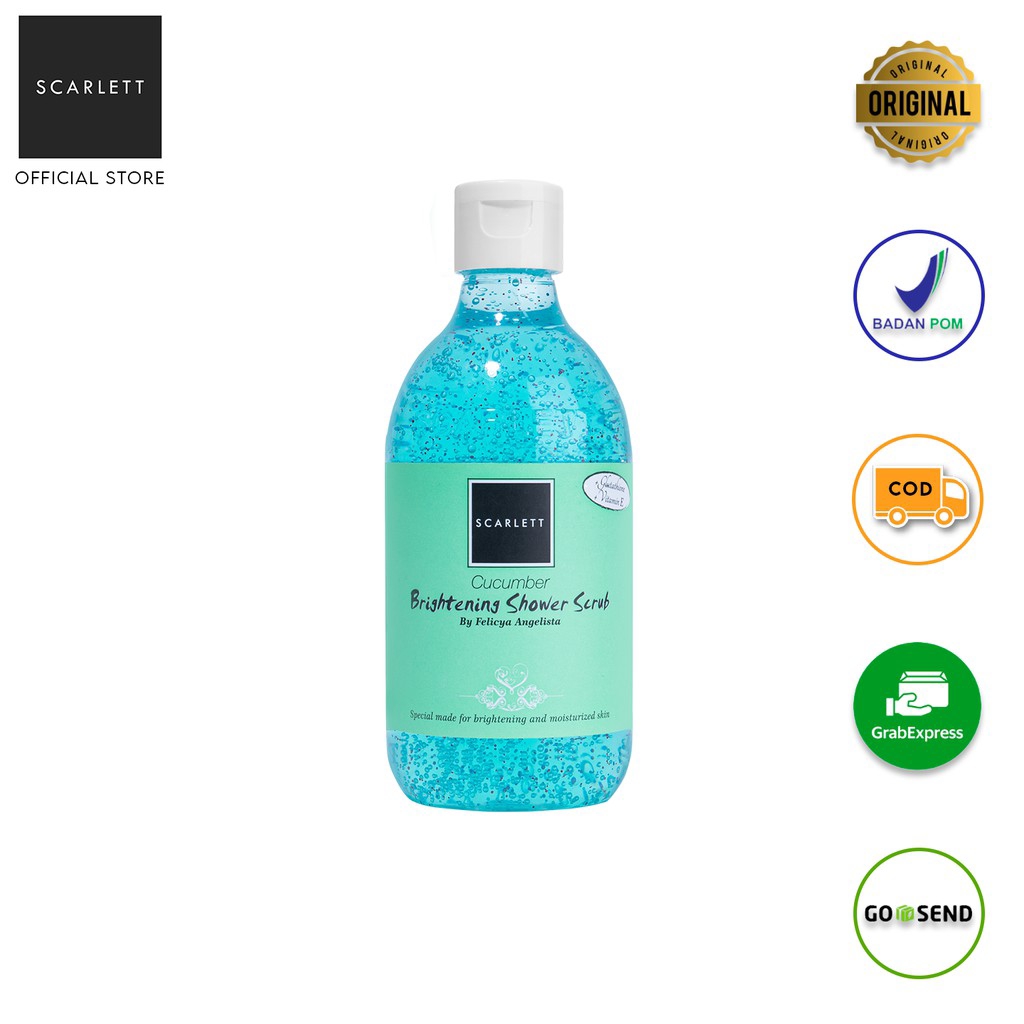 SCARLETT
OFFICIAL STORE
ORIGINAL
ORIGINAL
ORIGINAL
BADAN POM
COD
GrabExpress
GO SEND
Glutathione
Vitamin E
SCARLETT
Cucumber
Brightening Shower Scrub
By Felicya Angelista
Special made for brightening and moisturized skin